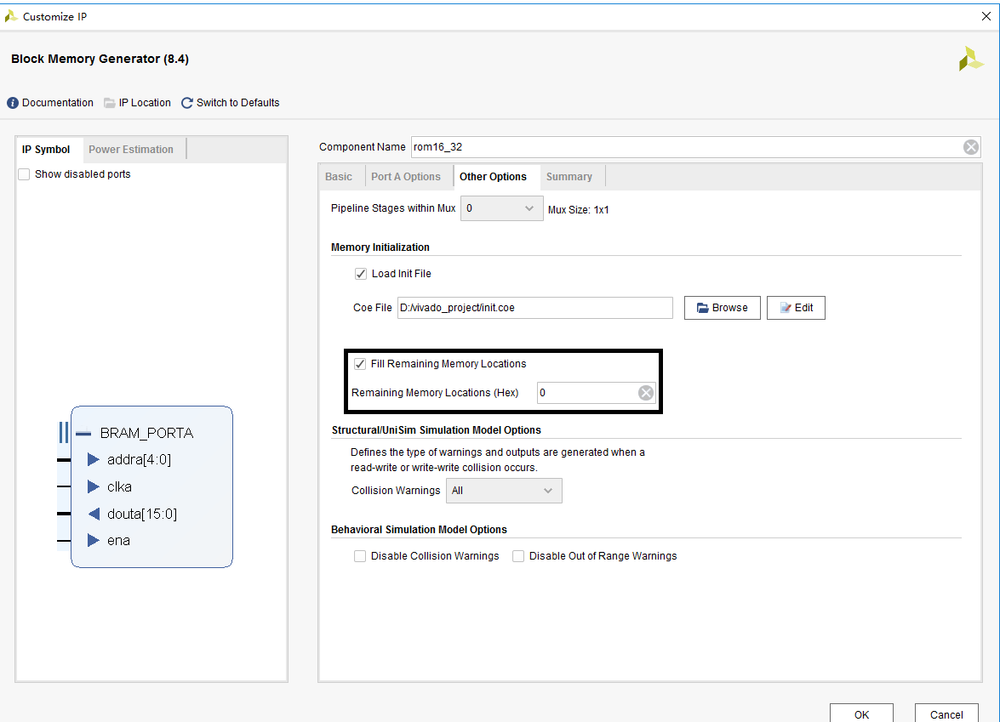 Customize IP
Block Memory Generator (8.4)
Documentation IP Location Switch to Defaults
IP Symbol Power Estimation
Show disabled ports
BRAM_PORTA
addra[4:0]
clka
douta[15:0]
ena
Component Name rom16_32
Basic Port A Options Other Options Summary
Pipeline Stages within Mux 0 Mux Size: 1x1
Memory Initialization
Load Init File
Coe File D:/vivado_project/init.coe Browse Edit
Fill Remaining Memory Locations
Remaining Memory Locations (Hex) 0
Structural/UniSim Simulation Model Options
Defines the type of warnings and outputs are generated when a
read-write or write-write collision occurs.
Collision Warnings All
Behavioral Simulation Model Options
Disable Collision Warnings Disable Out of Range Warnings
OK Cancel